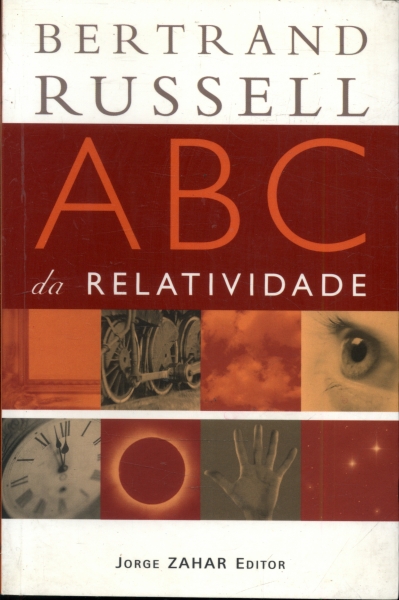 BERTRAND
RUSSELL
ABC
da RELATIVIDADE
JORGE ZAHAR EDITOR